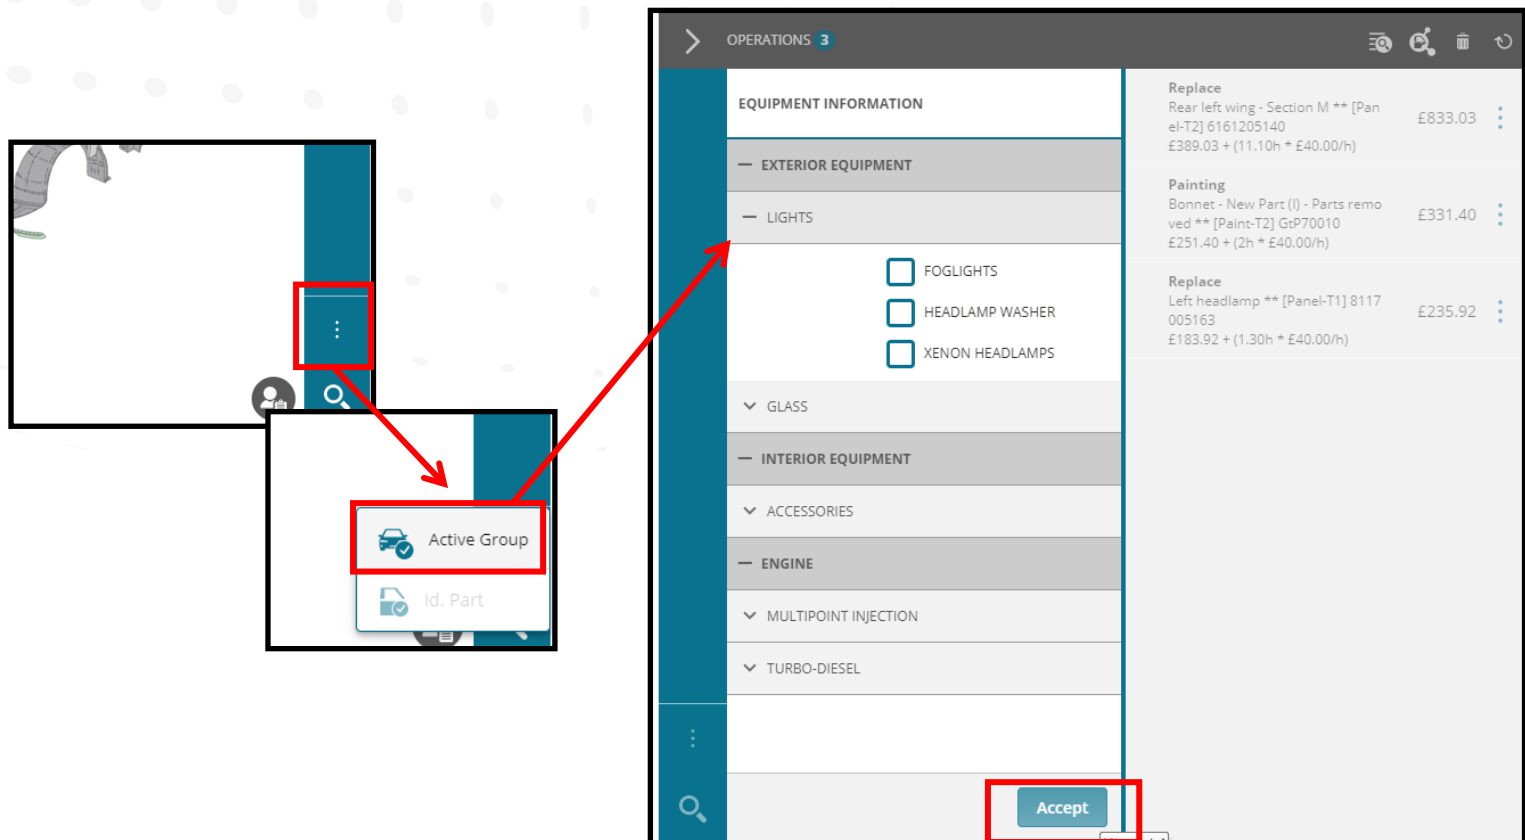 OPERATIONS 3
EQUIPMENT INFORMATION
EXTERIOR EQUIPMENT
LIGHTS
FOGLIGHTS
HEADLAMP WASHER
XENON HEADLAMPS
GLASS
INTERIOR EQUIPMENT
ACCESSORIES
ENGINE
MULTIPOINT INJECTION
TURBO-DIESEL
Accept
Replace
Rear left wing - Section M ** [Pan
el-T2] 6161205140
£389.03 + (11.10h * £40.00/h)
£833.03
Painting
Bonnet - New Part (I) - Parts remo
ved ** [Paint-T2] GtP70010
£251.40 + (2h * £40.00/h)
£331.40
Replace
Left headlamp ** [Panel-T1] 8117
005163
£183.92 + (1.30h * £40.00/h)
£235.92
Active Group
Id. Part